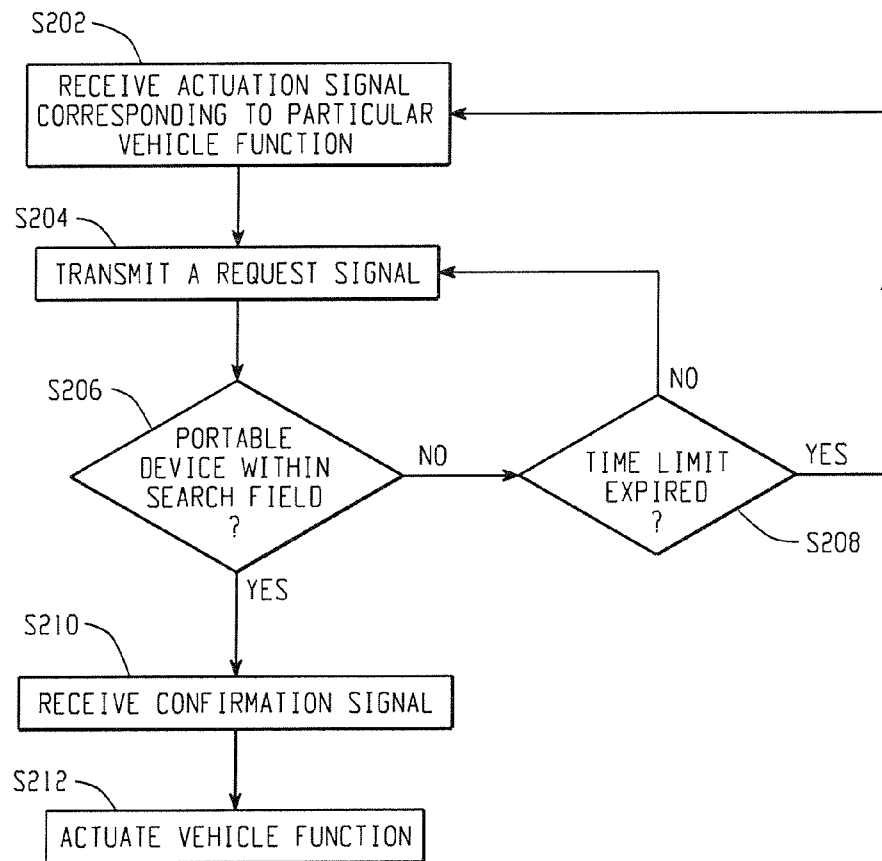 S202
RECEIVE ACTUATION SIGNAL
CORRESPONDING TO PARTICULAR
VEHICLE FUNCTION
S204
TRANSMIT A REQUEST SIGNAL
S206
PORTABLE
DEVICE WITHIN
SEARCH FIELD
?
NO
YES
NO
TIME LIMIT
EXPIRED
?
YES
S208
S210
RECEIVE CONFIRMATION SIGNAL
S212
ACTUATE VEHICLE FUNCTION